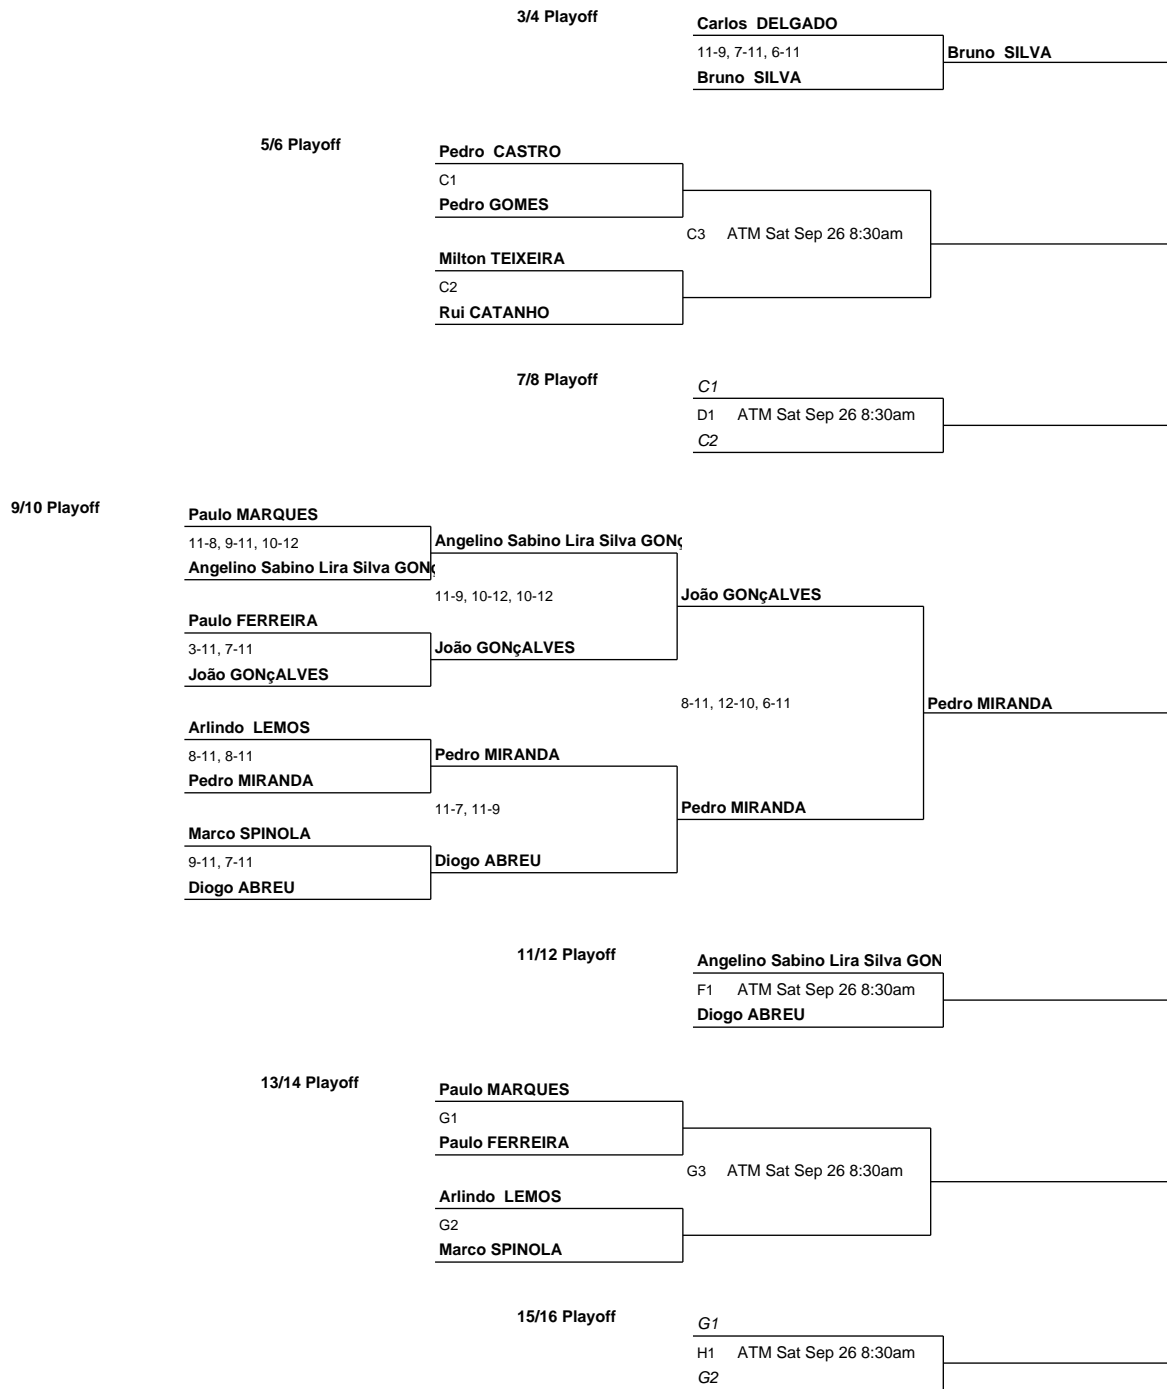 3/4 Playoff
Carlos  DELGADO
11-9, 7-11, 6-11
Bruno  SILVA
Bruno  SILVA
5/6 Playoff
Pedro  CASTRO
C1
Pedro GOMES
C3 ATM Sat Sep 26 8:30am
Milton TEIXEIRA
C2
Rui CATANHO
7/8 Playoff
C1
D1 ATM Sat Sep 26 8:30am
C2
9/10 Playoff
Paulo MARQUES
11-8, 9-11, 10-12
Angelino Sabino Lira Silva GONç
Angelino Sabino Lira Silva GONç
11-9, 10-12, 10-12
João GONçALVES
Paulo FERREIRA
3-11, 7-11
João GONçALVES
João GONçALVES
8-11, 12-10, 6-11
Pedro MIRANDA
Arlindo  LEMOS
8-11, 8-11
Pedro MIRANDA
Pedro MIRANDA
11-7, 11-9
Pedro MIRANDA
Marco SPINOLA
9-11, 7-11
Diogo ABREU
Diogo ABREU
11/12 Playoff
Angelino Sabino Lira Silva GON
F1 ATM Sat Sep 26 8:30am
Diogo ABREU
13/14 Playoff
Paulo MARQUES
G1
Paulo FERREIRA
G3 ATM Sat Sep 26 8:30am
Arlindo  LEMOS
G2
Marco SPINOLA
15/16 Playoff
G1
H1 ATM Sat Sep 26 8:30am
G2